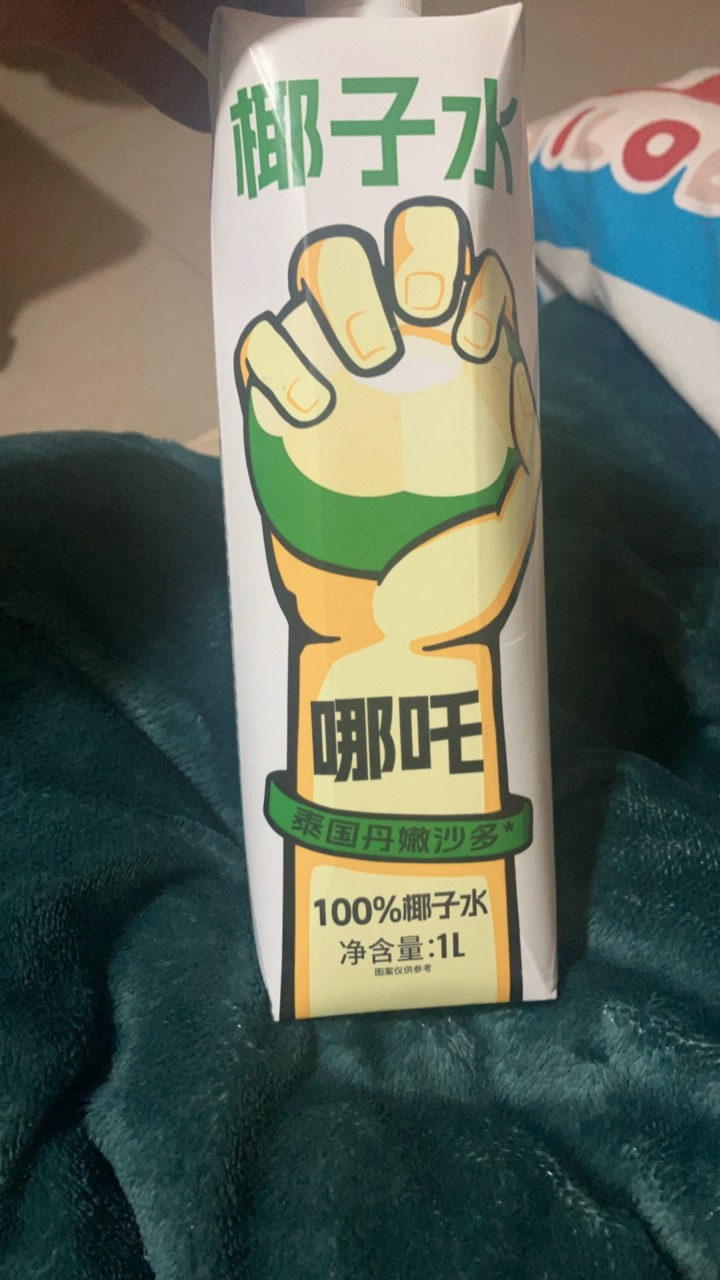 椰子水
哪吒
泰国丹嫩沙多*
100%椰子水
净含量:1L
图案仅供参考